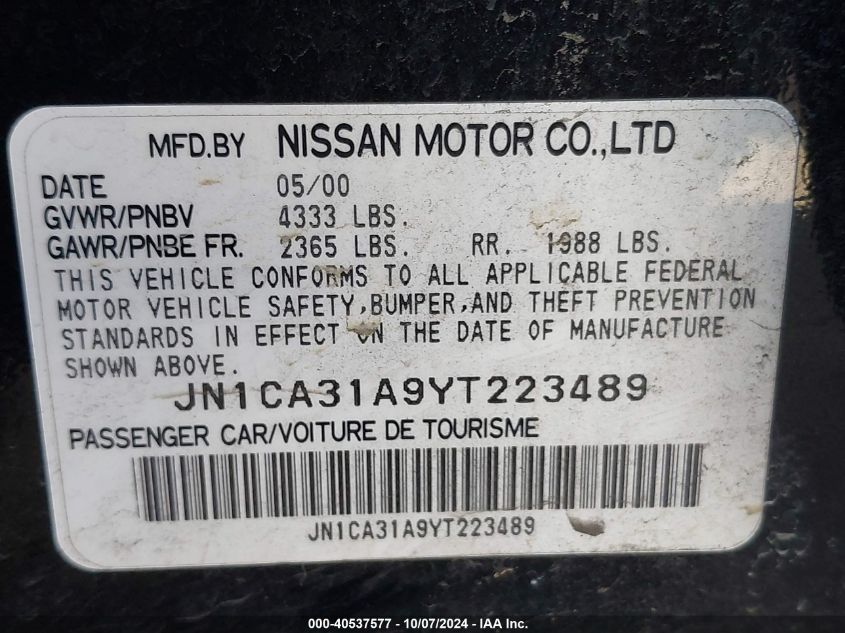 MFD.BY NISSAN MOTOR CO.,LTD
DATE 05/00
GVWR/PNBV 4333 LBS.
GAWR/PNBE FR. 2365 LBS. RR. 1988 LBS.
THIS VEHICLE CONFORMS TO ALL APPLICABLE FEDERAL
MOTOR VEHICLE SAFETY,BUMPER,AND THEFT PREVENTION
STANDARDS IN EFFECT ON THE DATE OF MANUFACTURE
SHOWN ABOVE.
JN1CA31A9YT223489
PASSENGER CAR/VOITURE DE TOURISME
JN1CA31A9YT223489
000-40537577 - 10/07/2024 - IAA Inc.